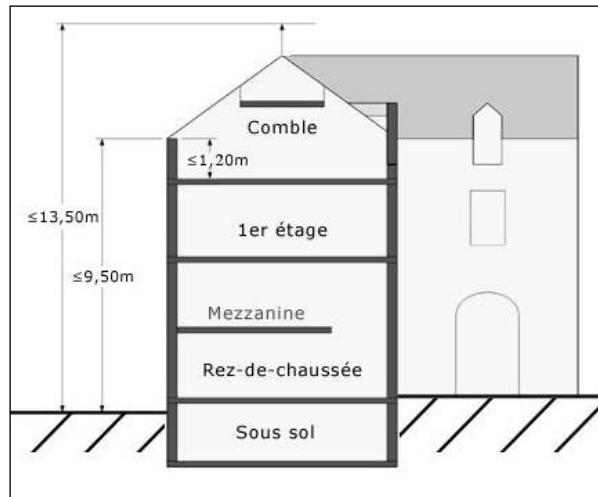 Comble
≤1,20m
≤13,50m
1er étage
≤9,50m
Mezzanine
Rez-de-chaussée
Sous sol